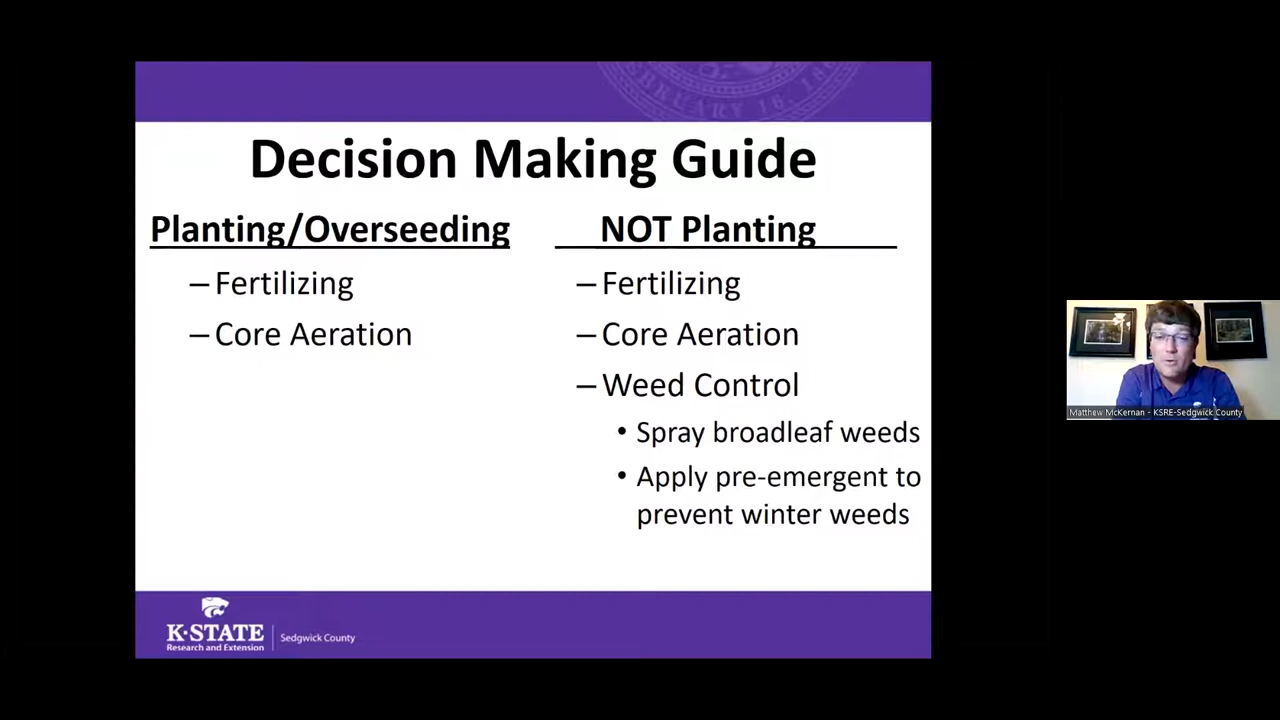 Decision Making Guide
Planting/Overseeding
– Fertilizing
– Core Aeration
NOT Planting
– Fertilizing
– Core Aeration
– Weed Control
• Spray broadleaf weeds
• Apply pre-emergent to
prevent winter weeds
K-STATE
Research and Extension
Sedgwick County
Matthew McKernan - KSRE-Sedgwick County